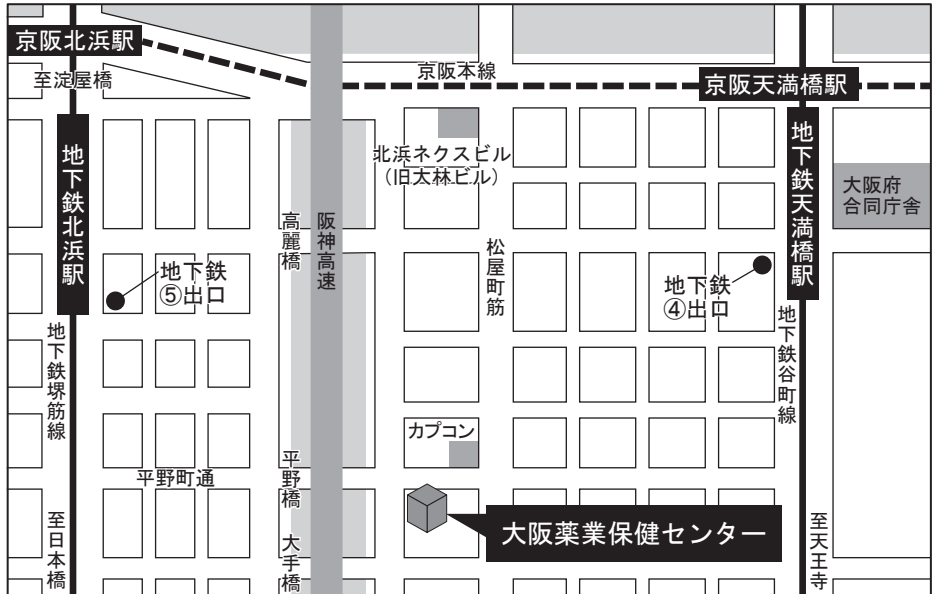 京阪北浜駅
至淀屋橋
京阪本線
京阪天満橋駅
地下鉄北浜駅
北浜ネクスビル
（旧大林ビル）
地下鉄天満橋駅
大阪府
合同庁舎
高麗橋
阪神高速
松屋町筋
地下鉄
⑤出口
地下鉄
④出口
地下鉄堺筋線
地下鉄谷町線
カプコン
平野町通
平野橋
大阪薬業保健センター
至日本橋
大手橋
至天王寺